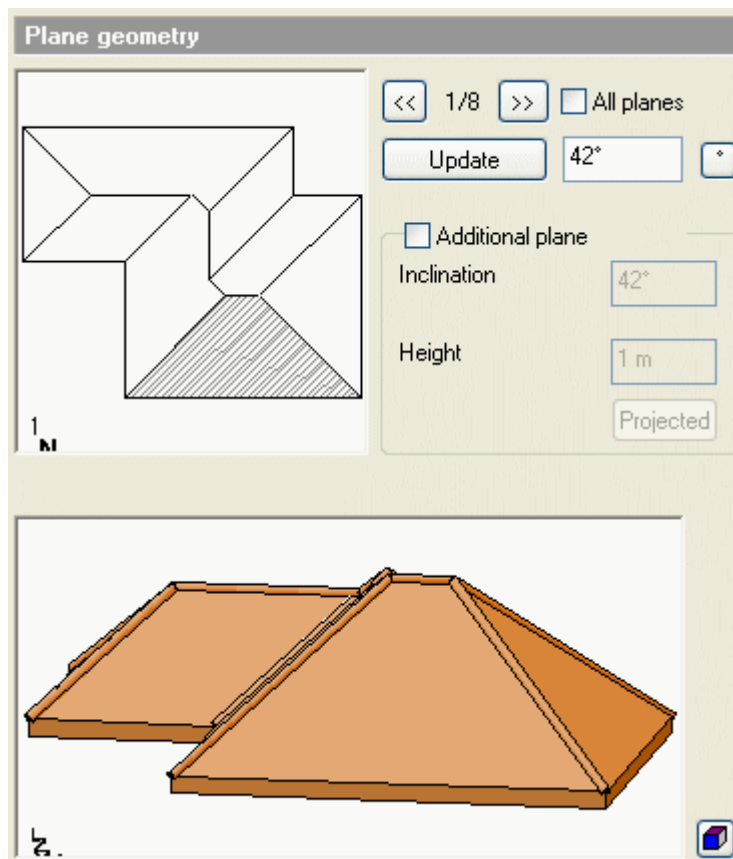 Plane geometry
<< 1/8 >> All planes
Update 42° °
Additional plane
Inclination 42°
Height 1 m
Projected
1
N